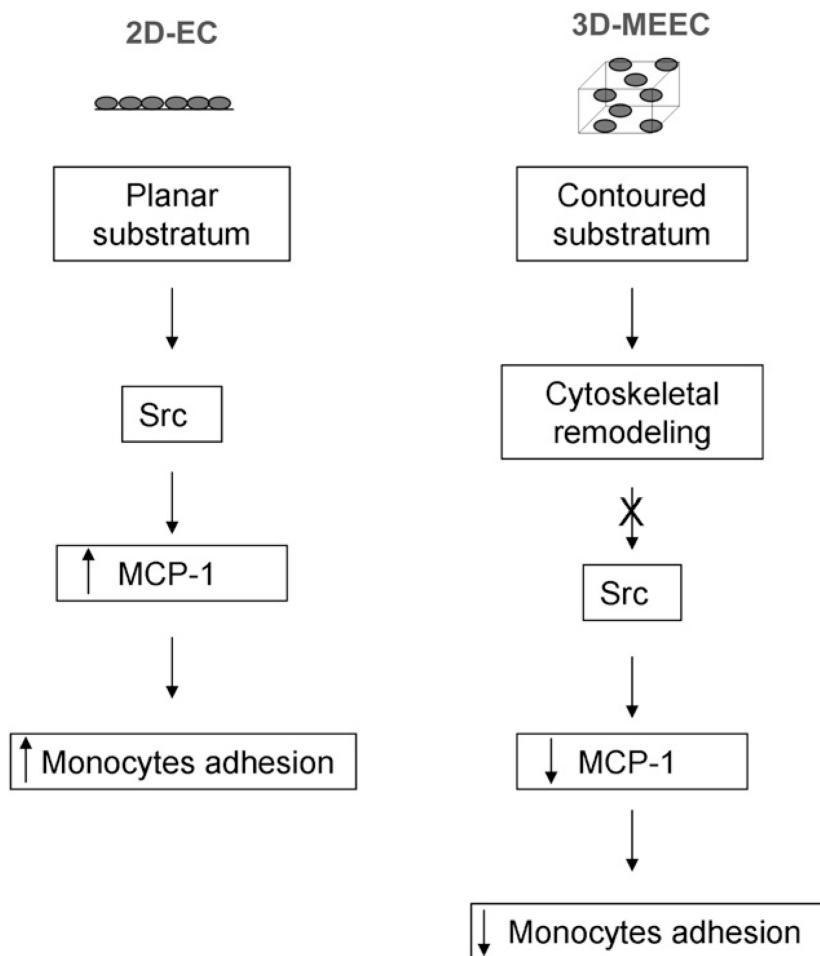 2D-EC
Planar
substratum
Src
MCP-1
Monocytes adhesion
3D-MEEC
Contoured
substratum
Cytoskeletal
remodeling
X
Src
MCP-1
Monocytes adhesion